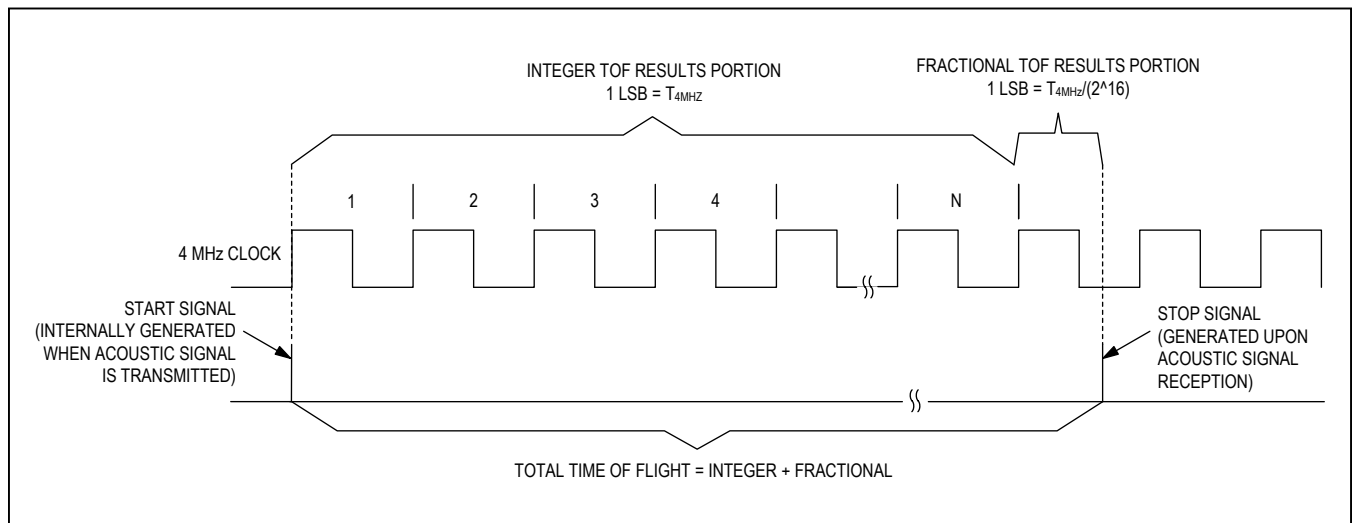 INTEGER TOF RESULTS PORTION
1 LSB = T4MHZ
FRACTIONAL TOF RESULTS PORTION
1 LSB = T4MHz/(2^16)
1 2 3 4 N
4 MHz CLOCK
START SIGNAL
(INTERNALLY GENERATED
WHEN ACOUSTIC SIGNAL
IS TRANSMITTED)
STOP SIGNAL
(GENERATED UPON
ACOUSTIC SIGNAL
RECEPTION)
TOTAL TIME OF FLIGHT = INTEGER + FRACTIONAL